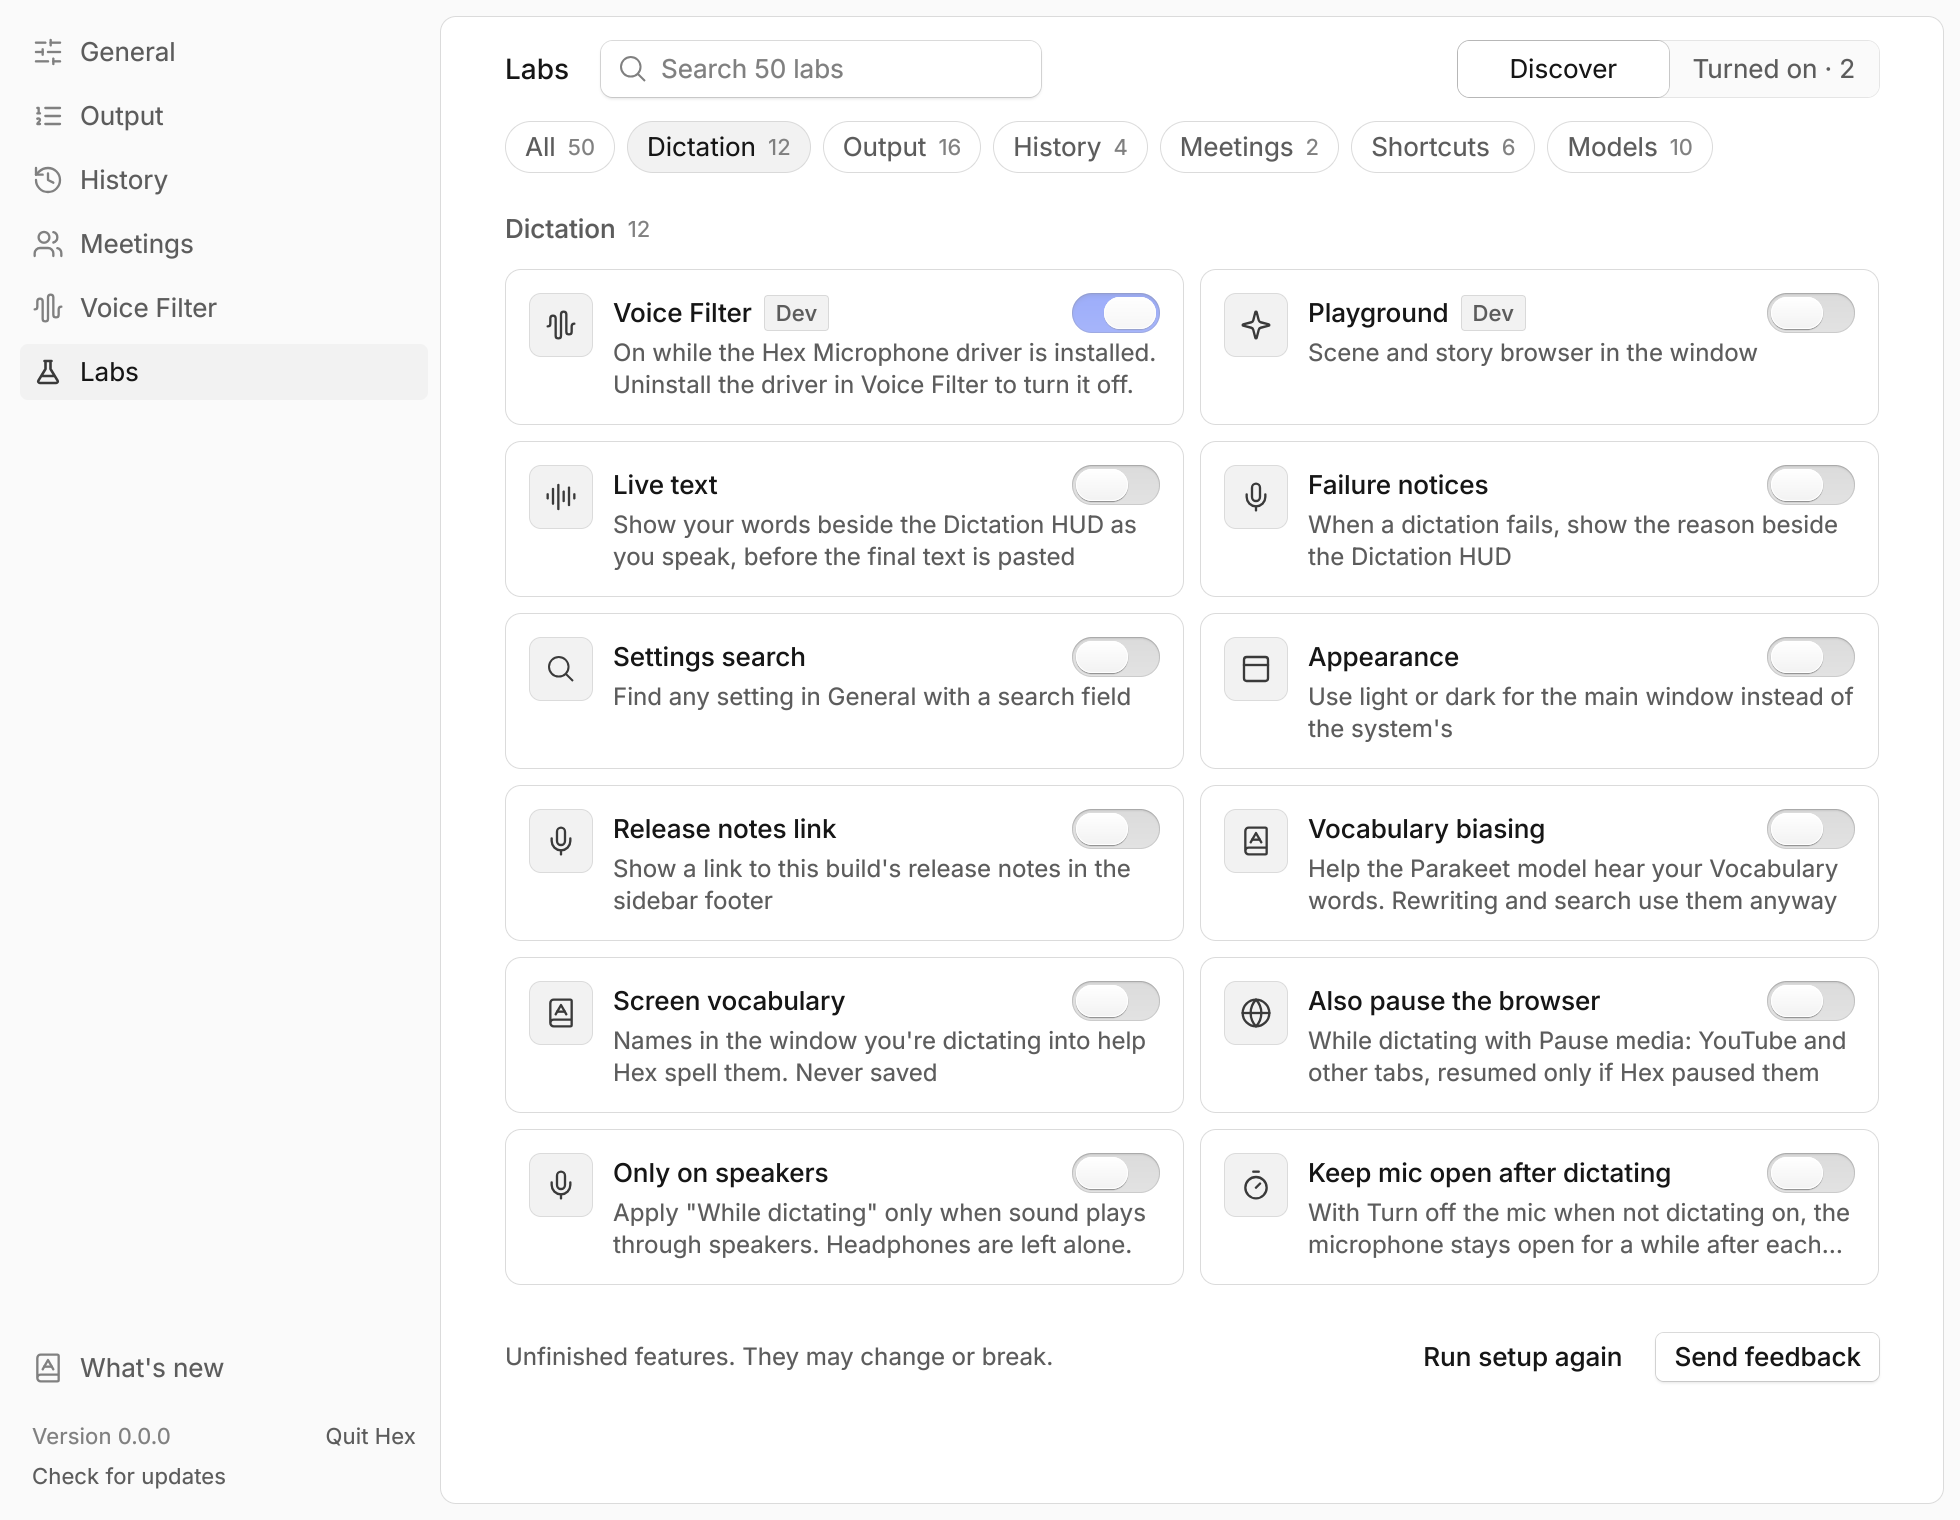 General
Output
History
Meetings
Voice Filter
Labs
What's new
Version 0.0.0
Quit Hex
Check for updates
Labs
Search 50 labs
Discover
Turned on · 2
All 50
Dictation 12
Output 16
History 4
Meetings 2
Shortcuts 6
Models 10
Dictation 12
Voice Filter Dev
On while the Hex Microphone driver is installed.
Uninstall the driver in Voice Filter to turn it off.
Playground Dev
Scene and story browser in the window
Live text
Show your words beside the Dictation HUD as
you speak, before the final text is pasted
Failure notices
When a dictation fails, show the reason beside
the Dictation HUD
Settings search
Find any setting in General with a search field
Appearance
Use light or dark for the main window instead of
the system's
Release notes link
Show a link to this build's release notes in the
sidebar footer
Vocabulary biasing
Help the Parakeet model hear your Vocabulary
words. Rewriting and search use them anyway
Screen vocabulary
Names in the window you're dictating into help
Hex spell them. Never saved
Also pause the browser
While dictating with Pause media: YouTube and
other tabs, resumed only if Hex paused them
Only on speakers
Apply "While dictating" only when sound plays
through speakers. Headphones are left alone.
Keep mic open after dictating
With Turn off the mic when not dictating on, the
microphone stays open for a while after each...
Unfinished features. They may change or break.
Run setup again
Send feedback